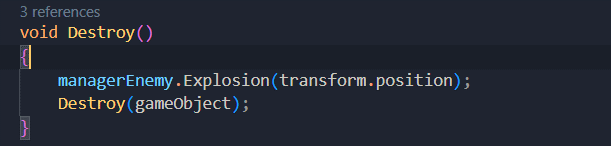 3 references
void Destroy()
{
managerEnemy.Explosion(transform.position);
Destroy(gameObject);
}